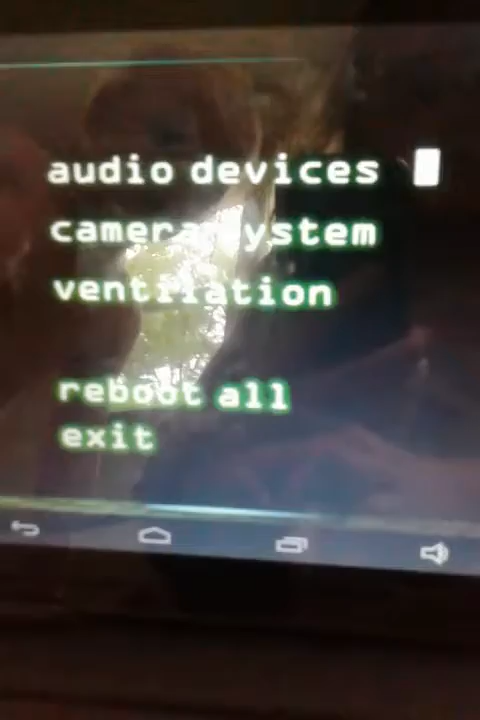 audio devices
camera system
ventilation
reboot all
exit